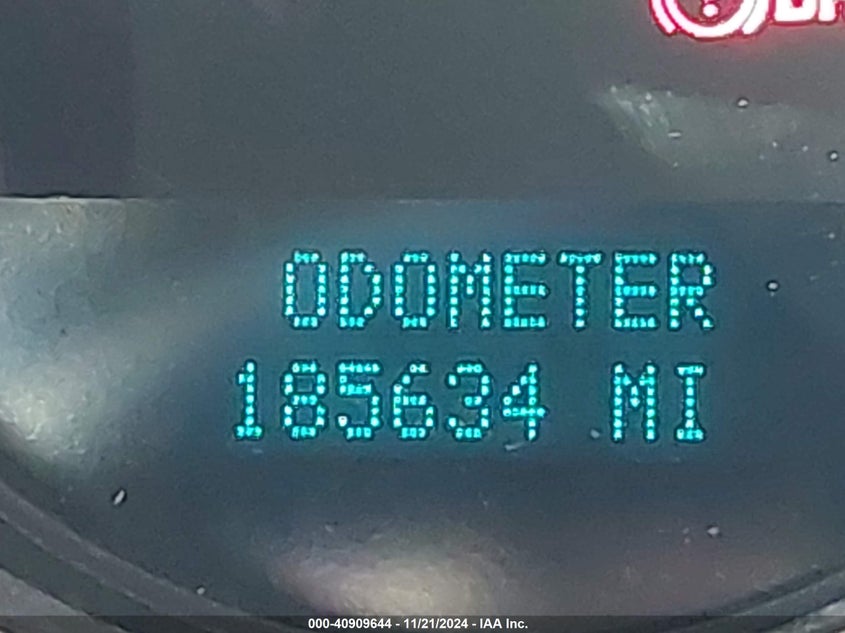 ODOMETER
185634 MI
000-40909644 - 11/21/2024 - IAA Inc.